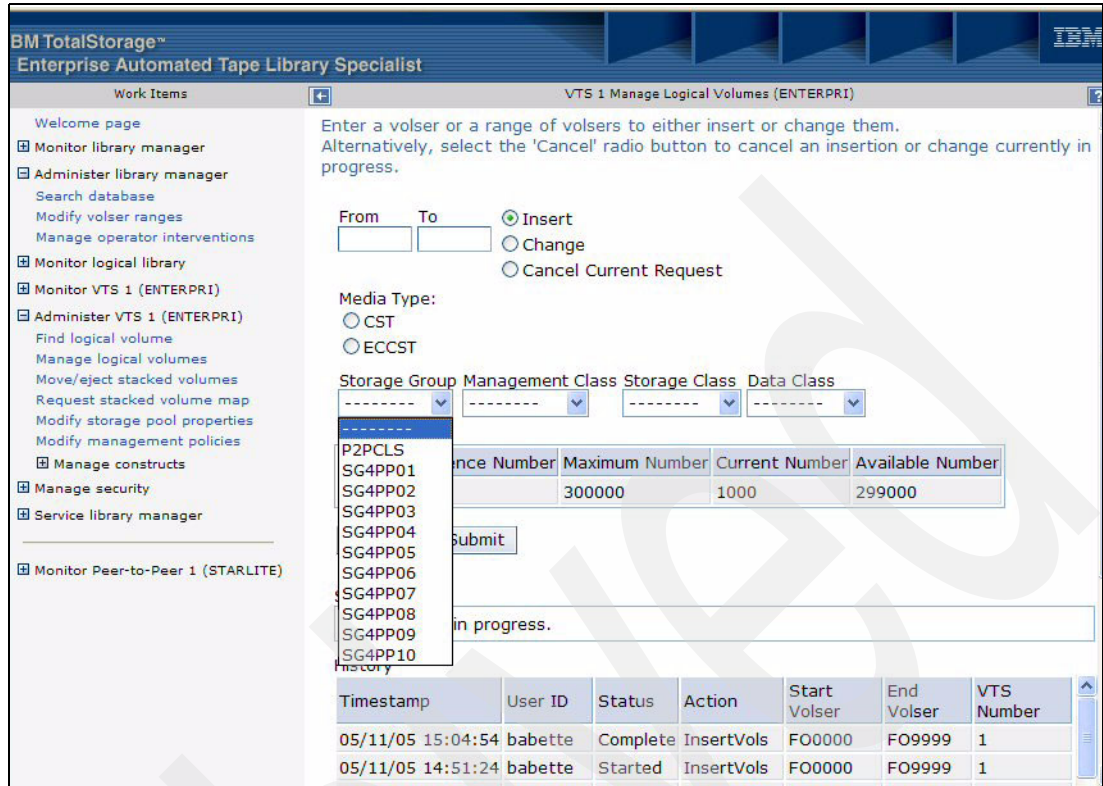 BM TotalStorage™
Enterprise Automated Tape Library Specialist
IBM
Work Items
VTS 1 Manage Logical Volumes (ENTERPRI)
?
Welcome page
Monitor library manager
Administer library manager
Search database
Modify volser ranges
Manage operator interventions
Monitor logical library
Monitor VTS 1 (ENTERPRI)
Administer VTS 1 (ENTERPRI)
Find logical volume
Manage logical volumes
Move/eject stacked volumes
Request stacked volume map
Modify storage pool properties
Modify management policies
Manage constructs
Manage security
Service library manager
Monitor Peer-to-Peer 1 (STARLITE)
Enter a volser or a range of volsers to either insert or change them.
Alternatively, select the 'Cancel' radio button to cancel an insertion or change currently in
progress.
From To
Insert
Change
Cancel Current Request
Media Type:
CST
ECCST
Storage Group Management Class Storage Class Data Class
-------- -------- -------- --------
--------
P2PCLS
SG4PP01
SG4PP02
SG4PP03
SG4PP04
SG4PP05
SG4PP06
SG4PP07
SG4PP08
SG4PP09
SG4PP10
ence Number Maximum Number Current Number Available Number
300000 1000 299000
Submit
in progress.
History
Timestamp User ID Status Action Start Volser End Volser VTS Number
05/11/05 15:04:54 babette Complete InsertVols FO0000 FO9999 1
05/11/05 14:51:24 babette Started InsertVols FO0000 FO9999 1